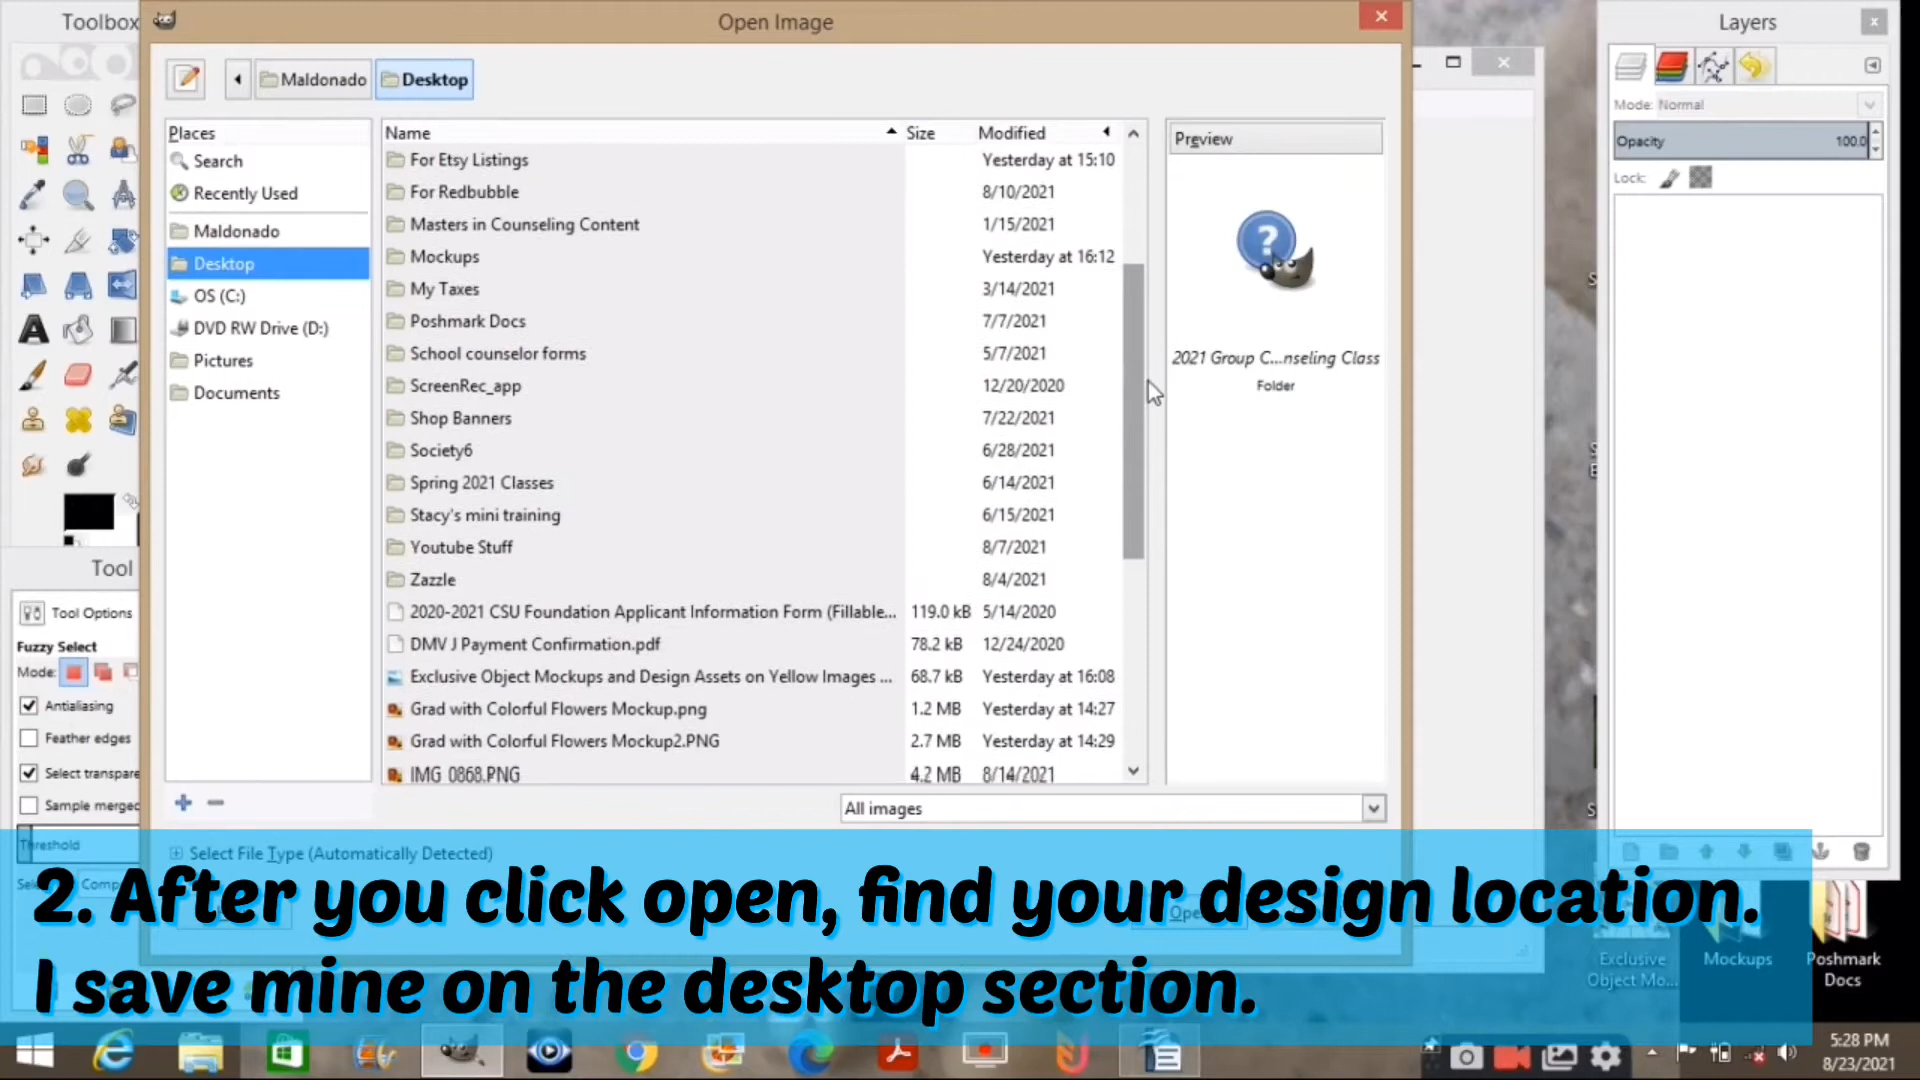 Toolbox
Open Image
Layers
Maldonado
Desktop
Mode: Normal
Opacity 100.0
Lock:
Places
Search
Recently Used
Maldonado
Desktop
OS (C:)
DVD RW Drive (D:)
Pictures
Documents
Name Size Modified
For Etsy Listings Yesterday at 15:10
For Redbubble 8/10/2021
Masters in Counseling Content 1/15/2021
Mockups Yesterday at 16:12
My Taxes 3/14/2021
Poshmark Docs 7/7/2021
School counselor forms 5/7/2021
ScreenRec_app 12/20/2020
Shop Banners 7/22/2021
Society6 6/28/2021
Spring 2021 Classes 6/14/2021
Stacy's mini training 6/15/2021
Youtube Stuff 8/7/2021
Zazzle 8/4/2021
2020-2021 CSU Foundation Applicant Information Form (Fillable... 119.0 kB 5/14/2020
DMV J Payment Confirmation.pdf 78.2 kB 12/24/2020
Exclusive Object Mockups and Design Assets on Yellow Images ... 68.7 kB Yesterday at 16:08
Grad with Colorful Flowers Mockup.png 1.2 MB Yesterday at 14:27
Grad with Colorful Flowers Mockup2.PNG 2.7 MB Yesterday at 14:29
IMG_0868.PNG 4.2 MB 8/14/2021
Preview
2021 Group C...nseling Class
Folder
Tool
Tool Options
Fuzzy Select
Mode:
Antialiasing
Feather edges
Select transpare
Sample merged
Threshold
All images
Select File Type (Automatically Detected)
2. After you click open, find your design location.
I save mine on the desktop section.
Exclusive
Object Mo...
Mockups
Poshmark
Docs
5:28 PM
8/23/2021